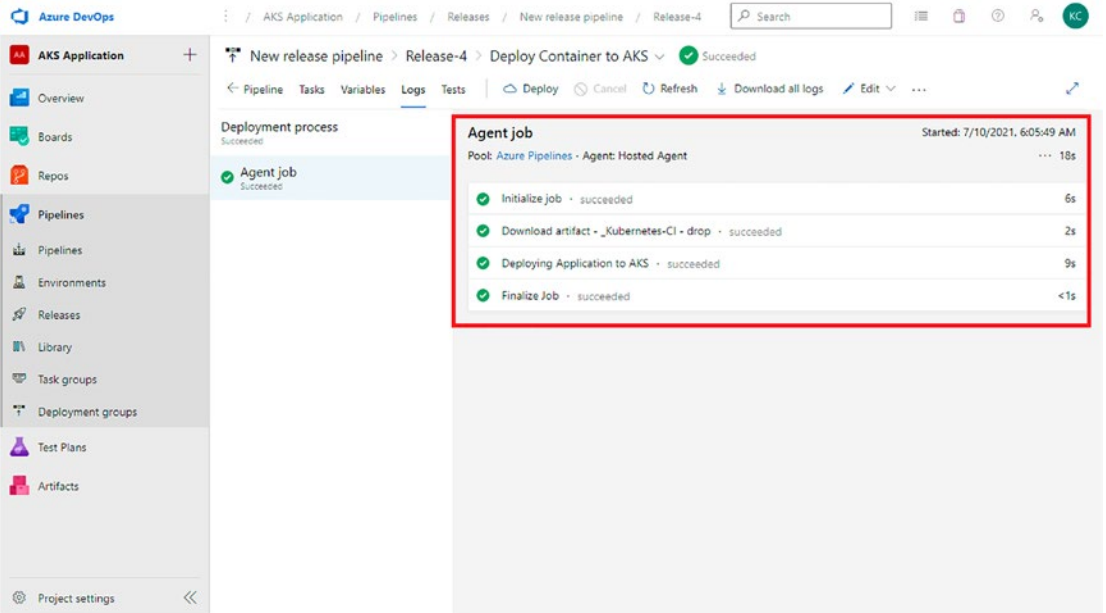 Azure DevOps
/ AKS Application / Pipelines / Releases / New release pipeline / Release-4
Search
KC
AA AKS Application +
Overview
Boards
Repos
Pipelines
Pipelines
Environments
Releases
Library
Task groups
Deployment groups
Test Plans
Artifacts
Project settings
New release pipeline > Release-4 > Deploy Container to AKS Succeeded
Pipeline Tasks Variables Logs Tests Deploy Cancel Refresh Download all logs Edit ...
Deployment process
Succeeded
Agent job
Succeeded
Agent job Started: 7/10/2021, 6:05:49 AM
Pool: Azure Pipelines · Agent: Hosted Agent ... 18s
Initialize job · succeeded 6s
Download artifact - _Kubernetes-CI - drop · succeeded 2s
Deploying Application to AKS · succeeded 9s
Finalize Job · succeeded <1s